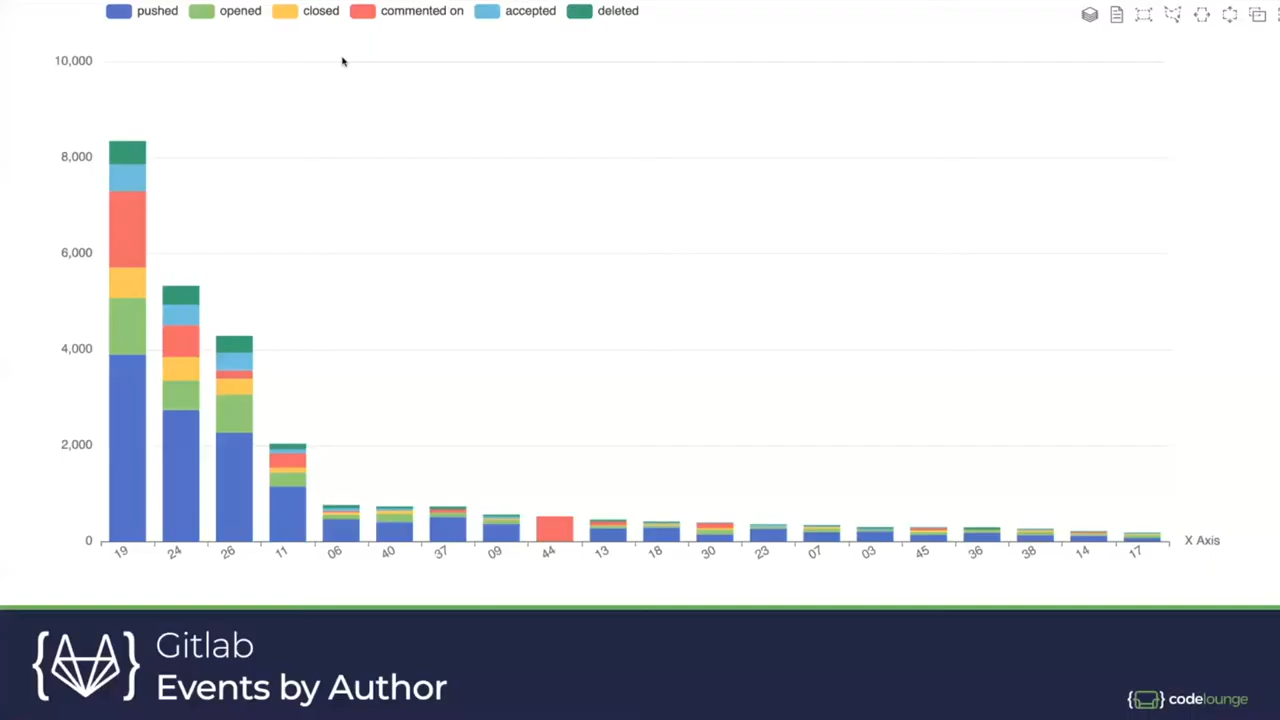 pushed opened closed commented on accepted deleted
10,000
8,000
6,000
4,000
2,000
0
19 24 26 11 06 40 37 09 44 13 18 30 23 07 03 45 36 38 14 17
X Axis
Gitlab
Events by Author
codelounge